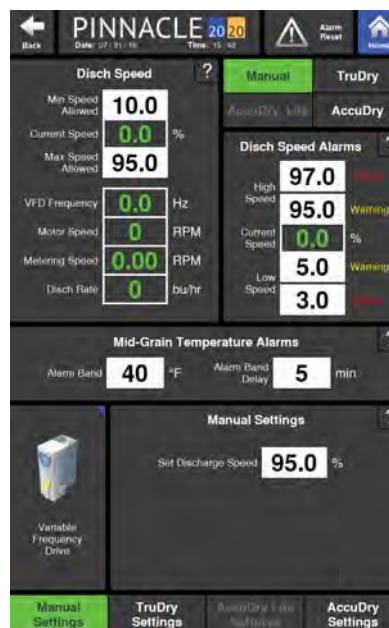 PINNACLE 20 20
Back
Date: 07/31/19 Time: 15:42
Alarm Reset
Home
Disch Speed ?
Min Speed Allowed 10.0
Current Speed 0.0 %
Max Speed Allowed 95.0
VFD Frequency 0.0 Hz
Motor Speed 0 RPM
Metering Speed 0.00 RPM
Disch Rate 0 bu/hr
Manual TruDry
AccuDry Lite AccuDry
Disch Speed Alarms ?
High Speed 97.0
95.0 Warning
Current Speed 0.0 %
Low Speed 5.0 Warning
3.0
Mid-Grain Temperature Alarms ?
Alarm Band 40 °F
Alarm Band Delay 5 min
Variable Frequency Drive
Manual Settings ?
Set Discharge Speed 95.0 %
Manual Settings
TruDry Settings
AccuDry Lite Settings
AccuDry Settings